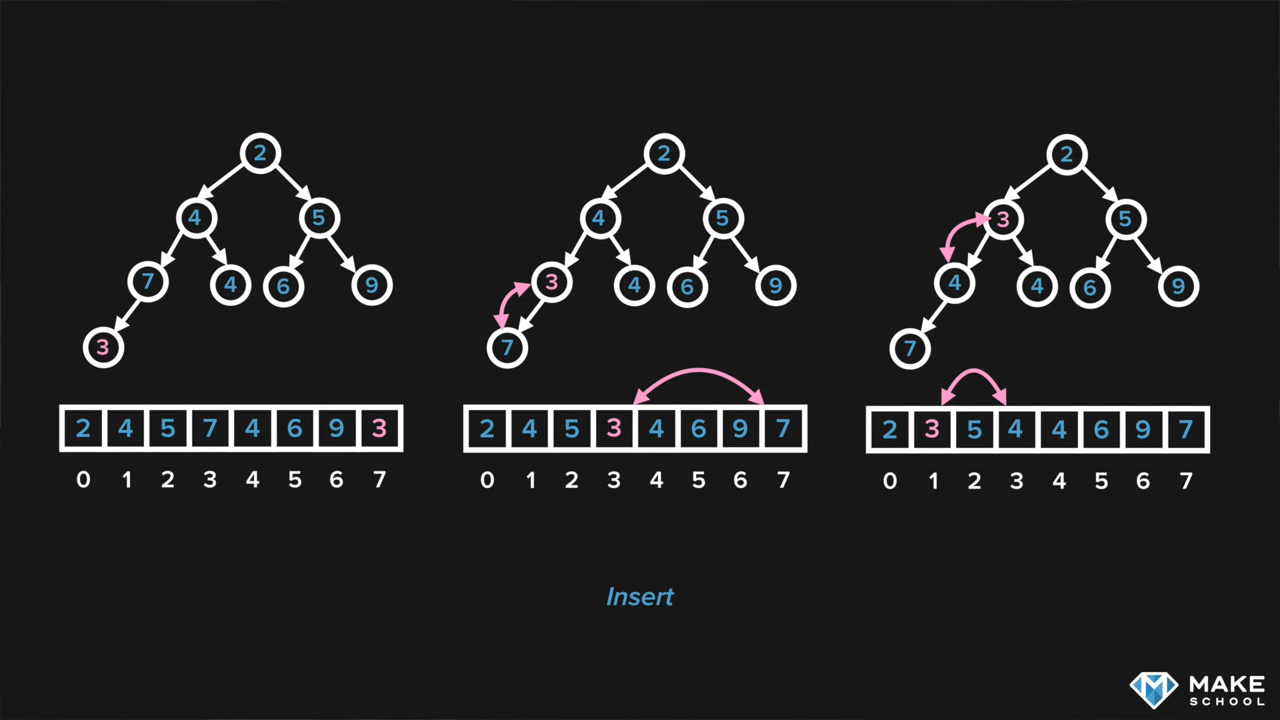 2 2 2
4 5 4 5 3 5
7 4 6 9 3 4 6 9 4 4 6 9
3 7 7
2 4 5 7 4 6 9 3 2 4 5 3 4 6 9 7 2 3 5 4 4 6 9 7
0 1 2 3 4 5 6 7 0 1 2 3 4 5 6 7 0 1 2 3 4 5 6 7
Insert
MAKE
SCHOOL